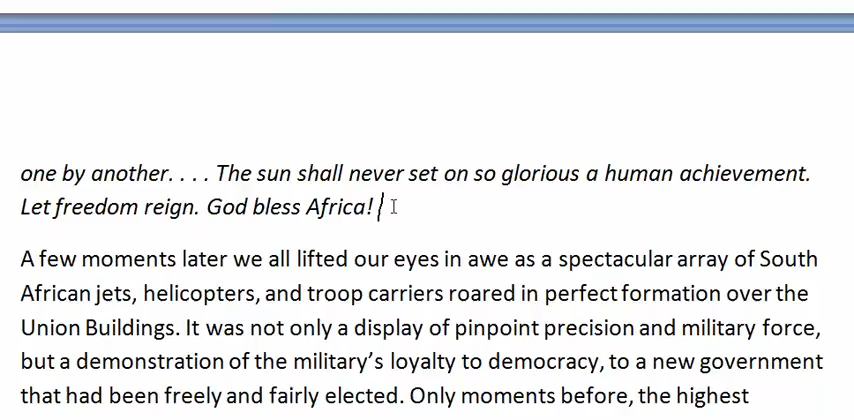 one by another. . . . The sun shall never set on so glorious a human achievement.
Let freedom reign. God bless Africa!
A few moments later we all lifted our eyes in awe as a spectacular array of South
African jets, helicopters, and troop carriers roared in perfect formation over the
Union Buildings. It was not only a display of pinpoint precision and military force,
but a demonstration of the military’s loyalty to democracy, to a new government
that had been freely and fairly elected. Only moments before, the highest